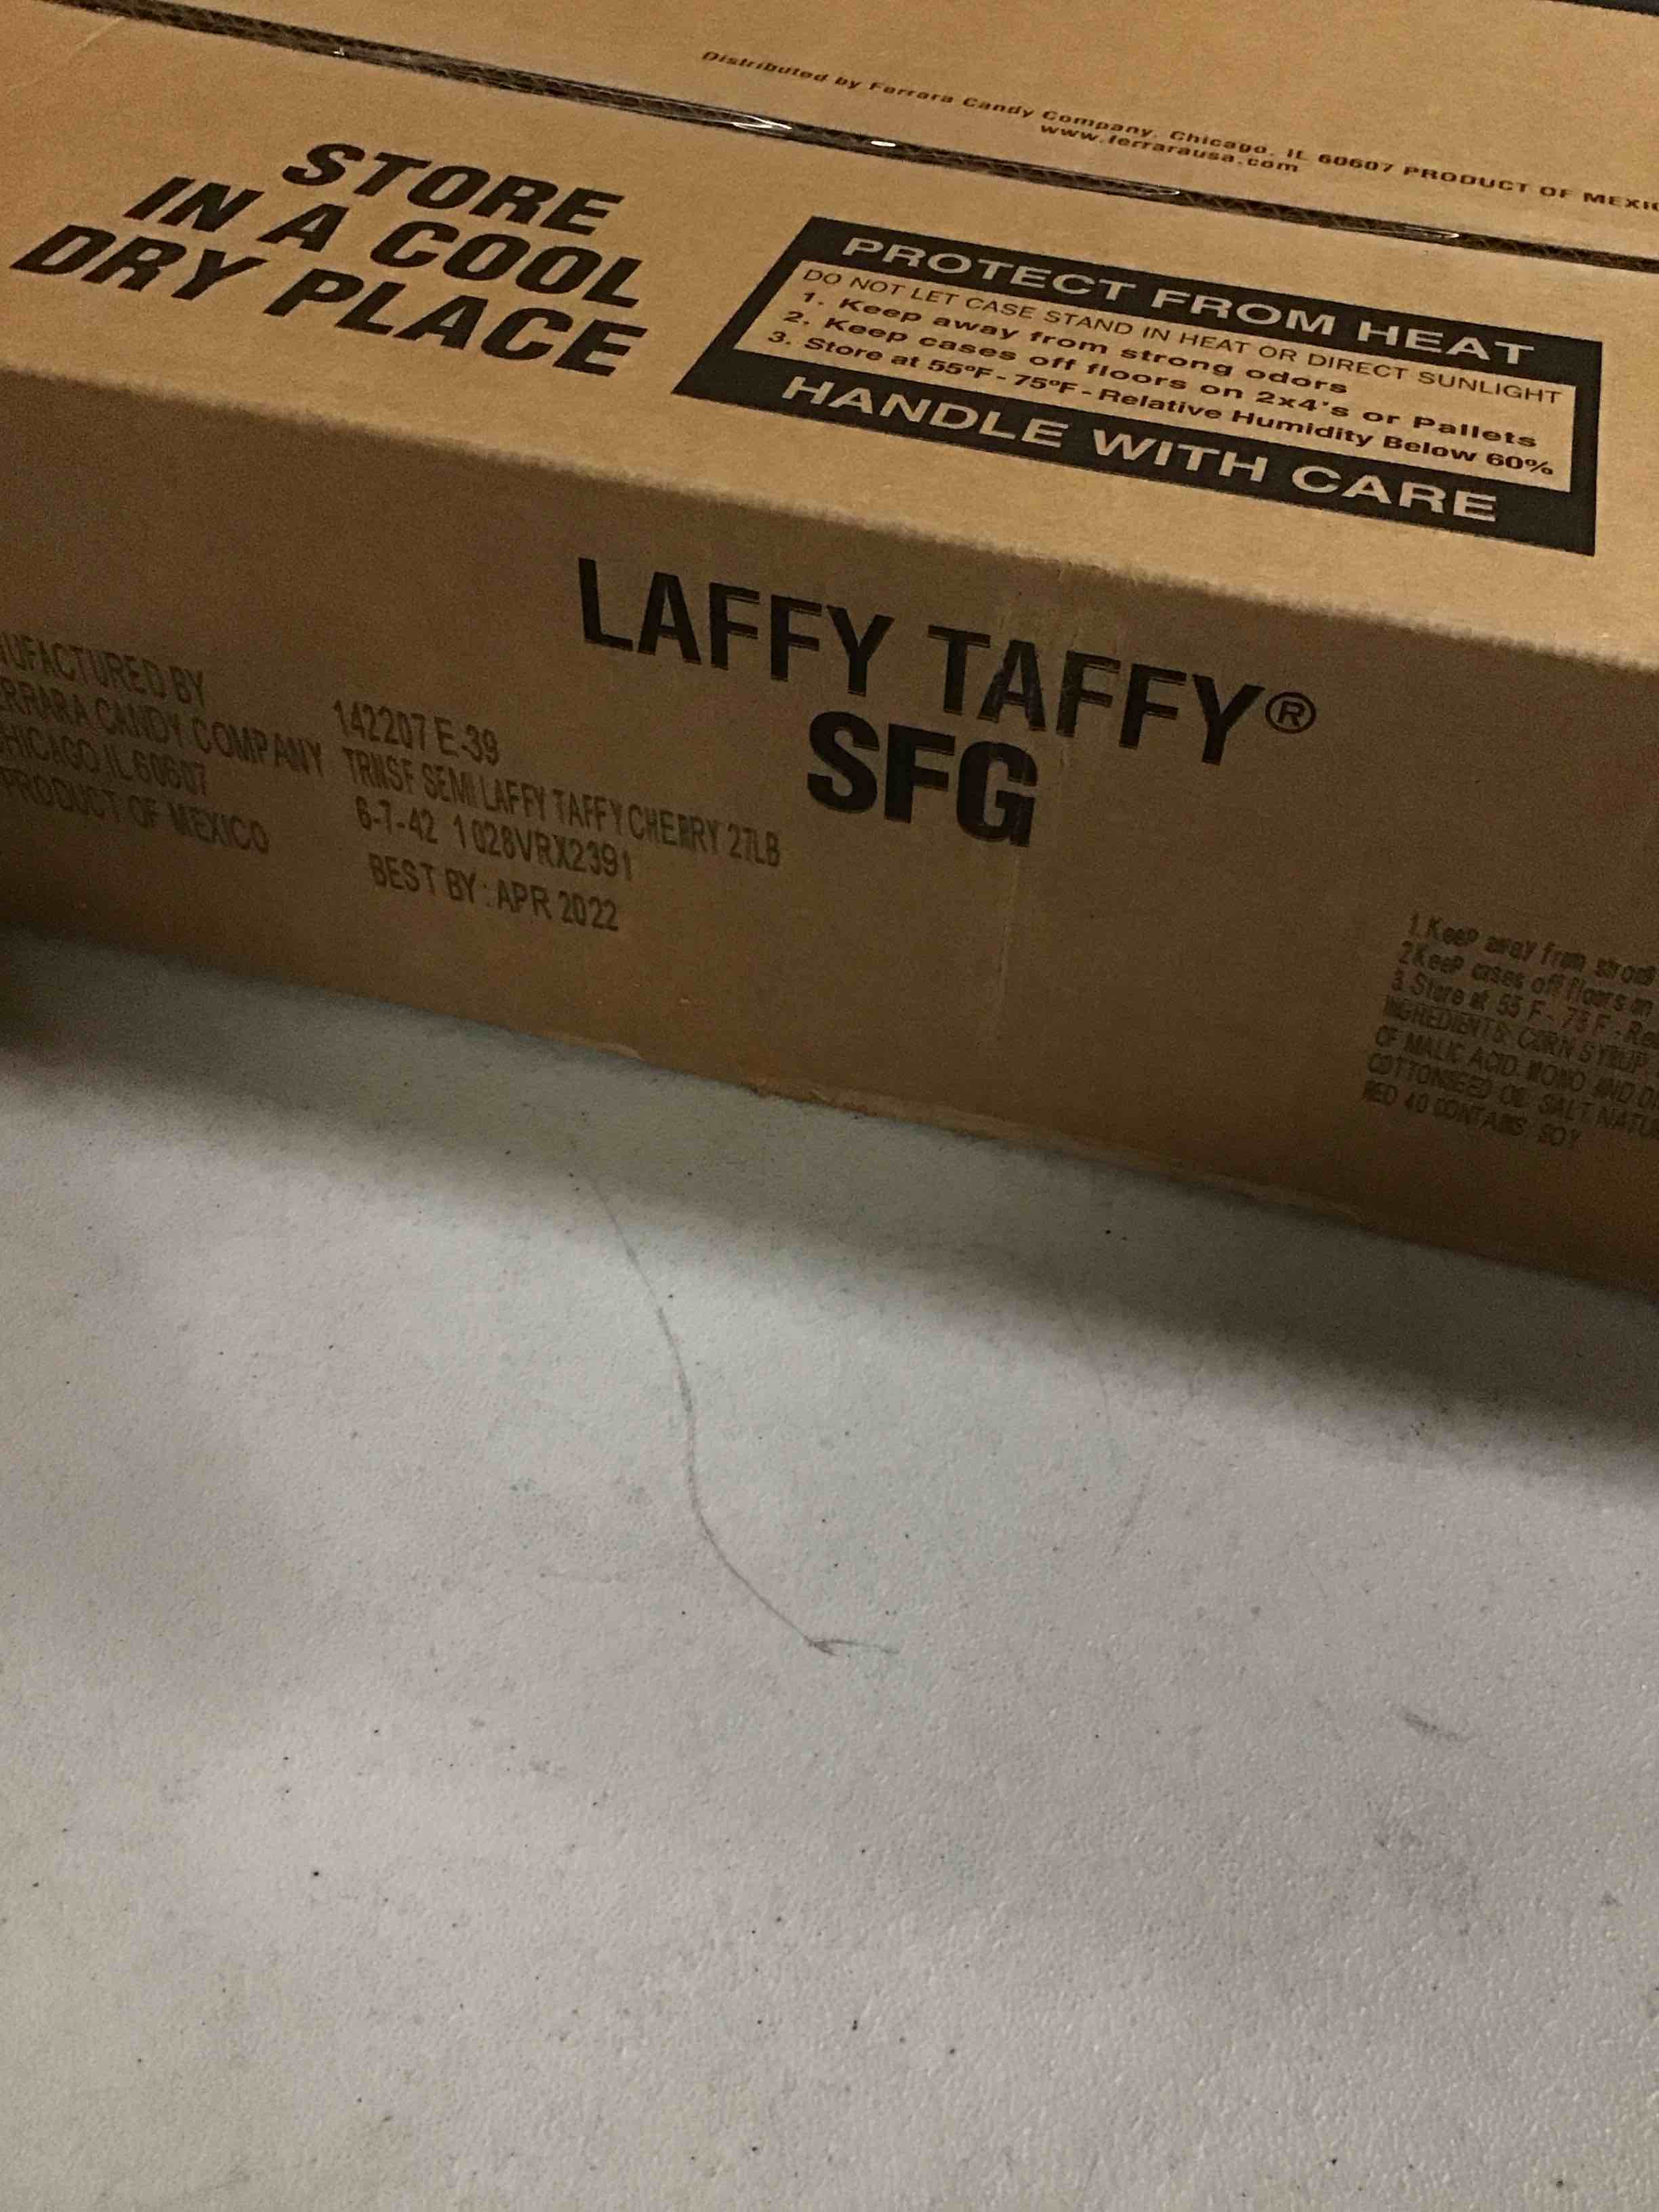 Distributed by Ferrara Candy Company, Chicago, IL 60607 PRODUCT OF MEXIC
www.ferrarausa.com
STORE
IN A COOL
DRY PLACE
PROTECT FROM HEAT
DO NOT LET CASE STAND IN HEAT OR DIRECT SUNLIGHT
1. Keep away from strong odors
2. Keep cases off floors on 2x4's or Pallets
3. Store at 55°F - 75°F - Relative Humidity Below 60%
HANDLE WITH CARE
LAFFY TAFFY®
SFG
UFACTURED BY
RRARA CANDY COMPANY
HICAGO, IL 60607
PRODUCT OF MEXICO
142207 E-39
TRNSF SEMI LAFFY TAFFY CHERRY 27LB
6-7-42 1028VRX2391
BEST BY: APR 2022
1. Keep away from stron
2 Keep cases off floors on
3. Store at 55 F - 75 F - Re
INGREDIENTS: CORN SYRUP,
OF MALIC ACID, MONO AND D
COTTONSEED OIL, SALT, NATU
RED 40 CONTAINS: SOY